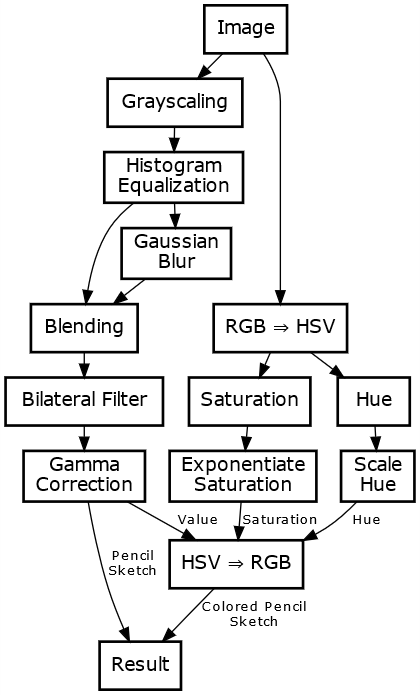 Image
Grayscaling
Histogram
Equalization
Gaussian
Blur
Blending
RGB ⇒ HSV
Bilateral Filter
Saturation
Hue
Gamma
Correction
Exponentiate
Saturation
Scale
Hue
Value
Saturation
Hue
Pencil
Sketch
HSV ⇒ RGB
Colored Pencil
Sketch
Result